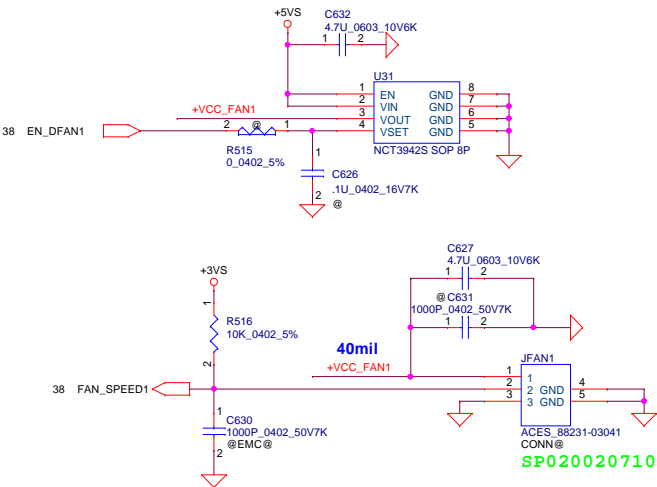 +5VS
C632
4.7U_0603_10V6K
1 2
U31
1 EN GND 8
2 VIN GND 7
3 VOUT GND 6
4 VSET GND 5
NCT3942S SOP 8P
+VCC_FAN1
38 EN_DFAN1
2 @ 1
R515
0_0402_5%
1
C626
.1U_0402_16V7K
2
@
+3VS
1
R516
10K_0402_5%
2
C627
4.7U_0603_10V6K
1 2
@ C631
1000P_0402_50V7K
1 2
40mil
+VCC_FAN1
JFAN1
1 1
2 2 GND 4
3 3 GND 5
ACES_88231-03041
CONN@
SP020020710
38 FAN_SPEED1
1
C630
1000P_0402_50V7K
@EMC@
2